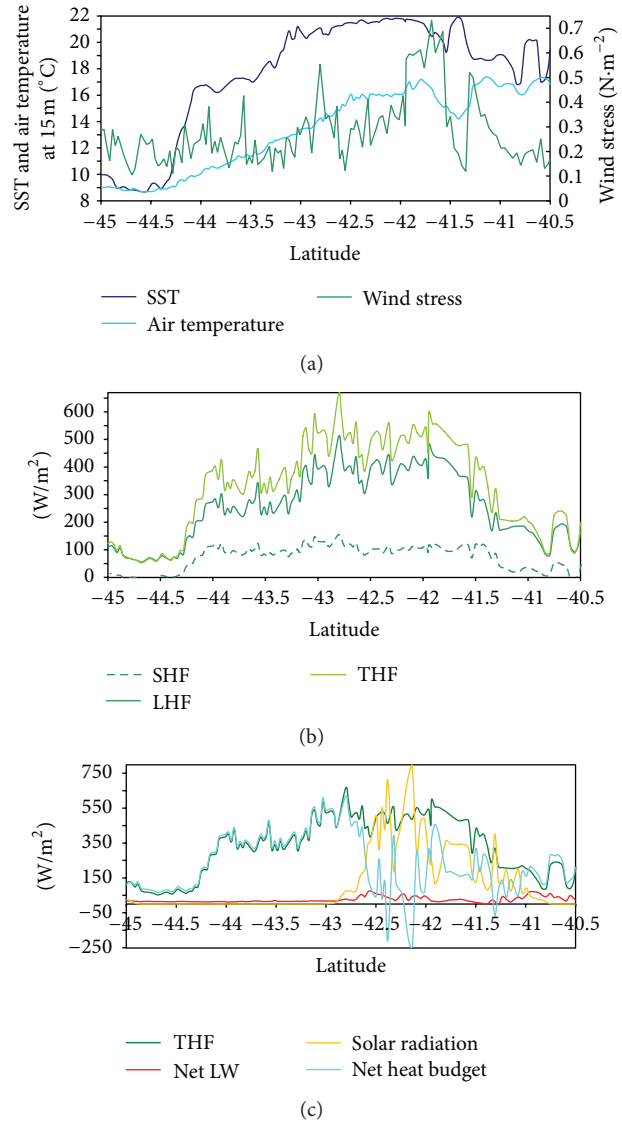 22
20
18
16
14
12
10
8
SST and air temperature
at 15 m (°C)
0.7
0.6
0.5
0.4
0.3
0.2
0.1
0
Wind stress (N·m−2)
−45 −44.5 −44 −43.5 −43 −42.5 −42 −41.5 −41 −40.5
Latitude
SST
Wind stress
Air temperature
(a)
600
500
400
300
200
100
0
(W/m2)
−45 −44.5 −44 −43.5 −43 −42.5 −42 −41.5 −41 −40.5
Latitude
SHF
THF
LHF
(b)
750
550
350
150
−50
−250
(W/m2)
−45 −44.5 −44 −43.5 −43 −42.5 −42 −41.5 −41 −40.5
Latitude
THF
Solar radiation
Net LW
Net heat budget
(c)